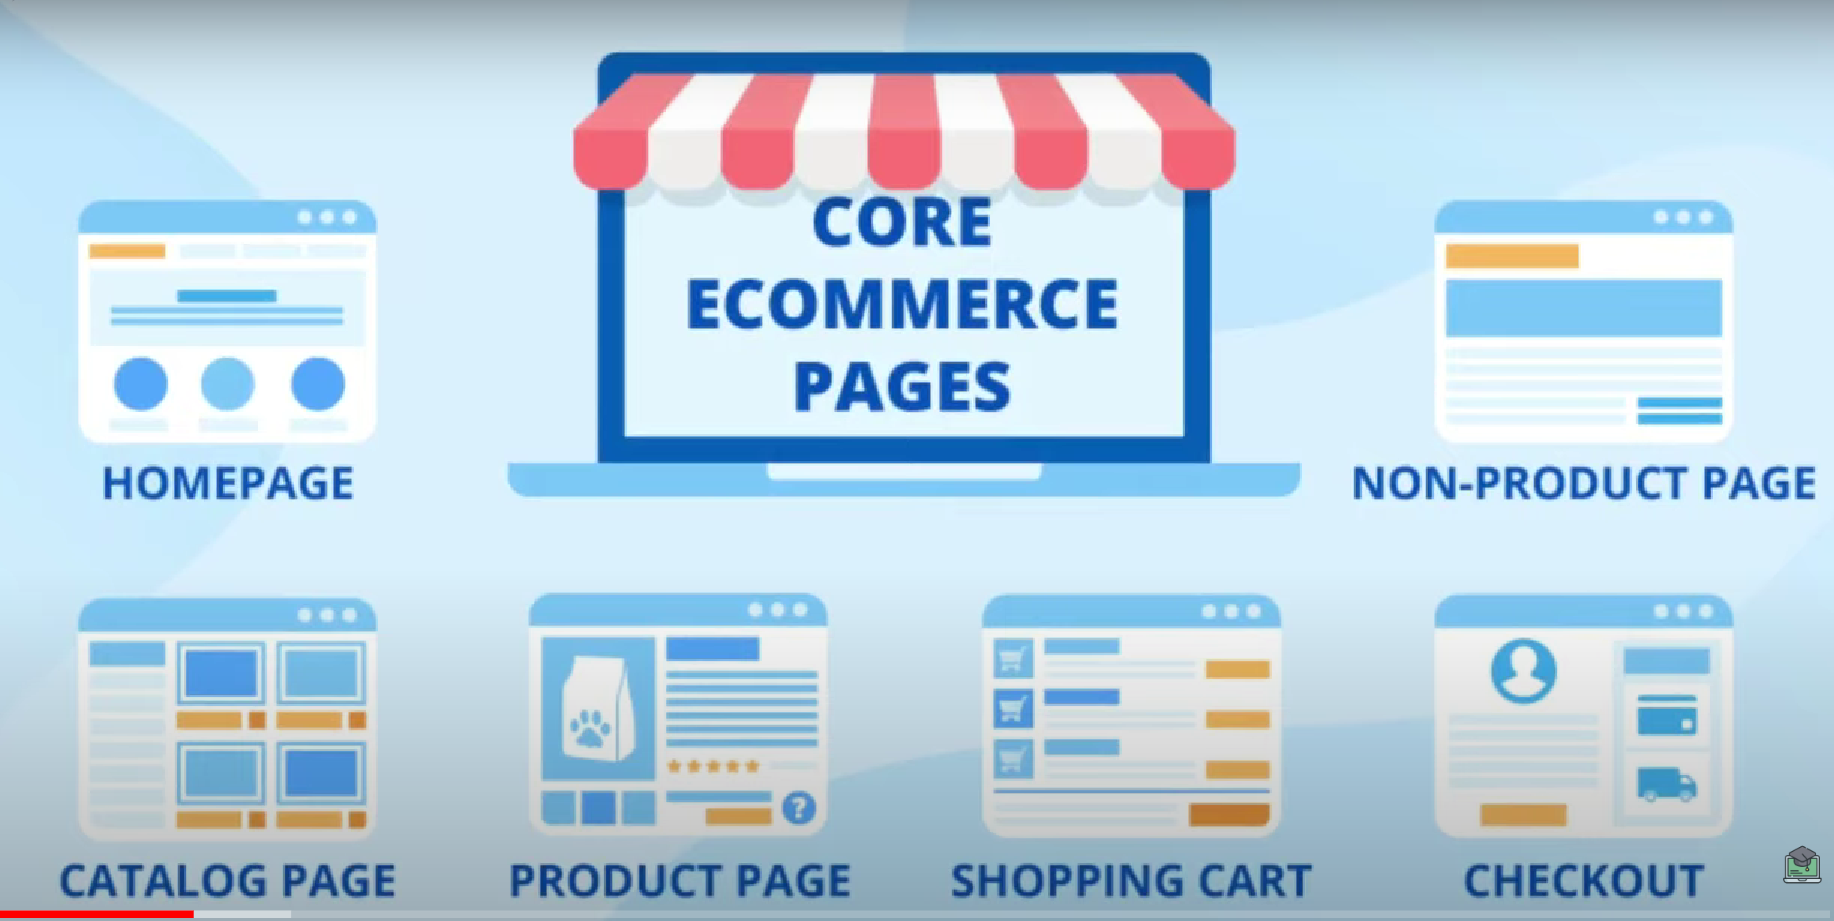 CORE
ECOMMERCE
PAGES
HOMEPAGE
NON-PRODUCT PAGE
CATALOG PAGE
PRODUCT PAGE
?
SHOPPING CART
CHECKOUT